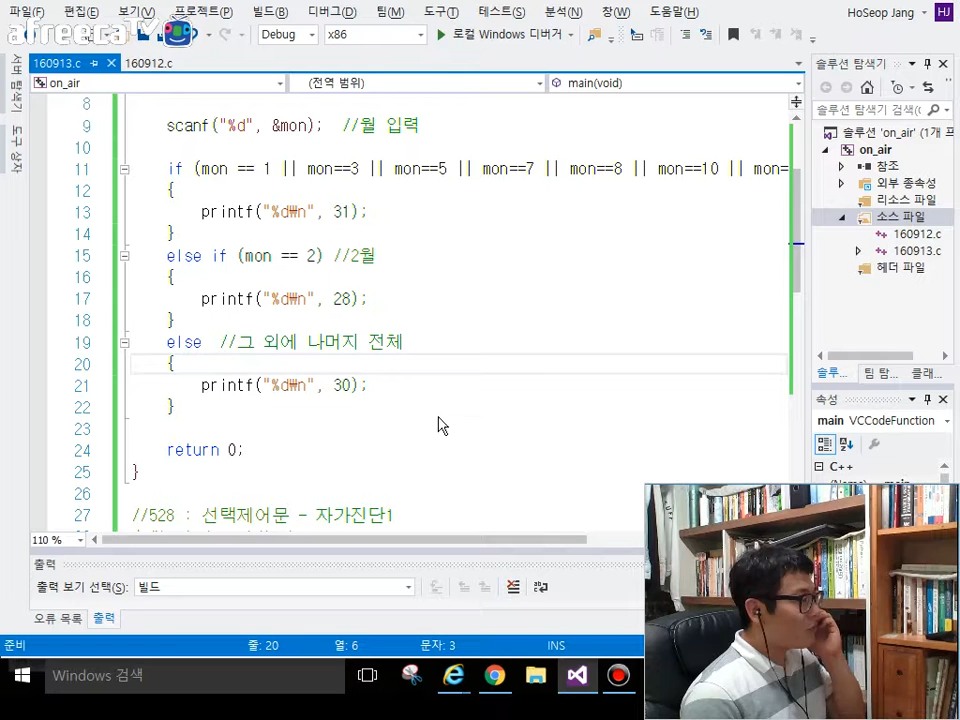 파일(F) 편집(E) 보기(V) 프로젝트(P) 빌드(B) 디버그(D) 팀(M) 도구(T) 테스트(S) 분석(N) 창(W) 도움말(H) HoSeop Jang HJ
afreecaTV Debug x86 로컬 Windows 디버거
160913.c 160912.c
on_air (전역 범위) main(void)
서버 탐색기
도구 상자
8
9 scanf("%d", &mon); //월 입력
10
11 if (mon == 1 || mon==3 || mon==5 || mon==7 || mon==8 || mon==10 || mon=
12 {
13 printf("%d₩n", 31);
14 }
15 else if (mon == 2) //2월
16 {
17 printf("%d₩n", 28);
18 }
19 else //그 외에 나머지 전체
20 {
21 printf("%d₩n", 30);
22 }
23
24 return 0;
25 }
26
27 //528 : 선택제어문 - 자가진단1
110 %
솔루션 탐색기
솔루션 탐색기 검색(C
솔루션 'on_air' (1개 프
on_air
참조
외부 종속성
리소스 파일
소스 파일
160912.c
160913.c
헤더 파일
솔루... 팀 탐... 클래...
속성
main VCCodeFunction
C++
출력
출력 보기 선택(S): 빌드
오류 목록 출력
준비 줄: 20 열: 6 문자: 3 INS
Windows 검색